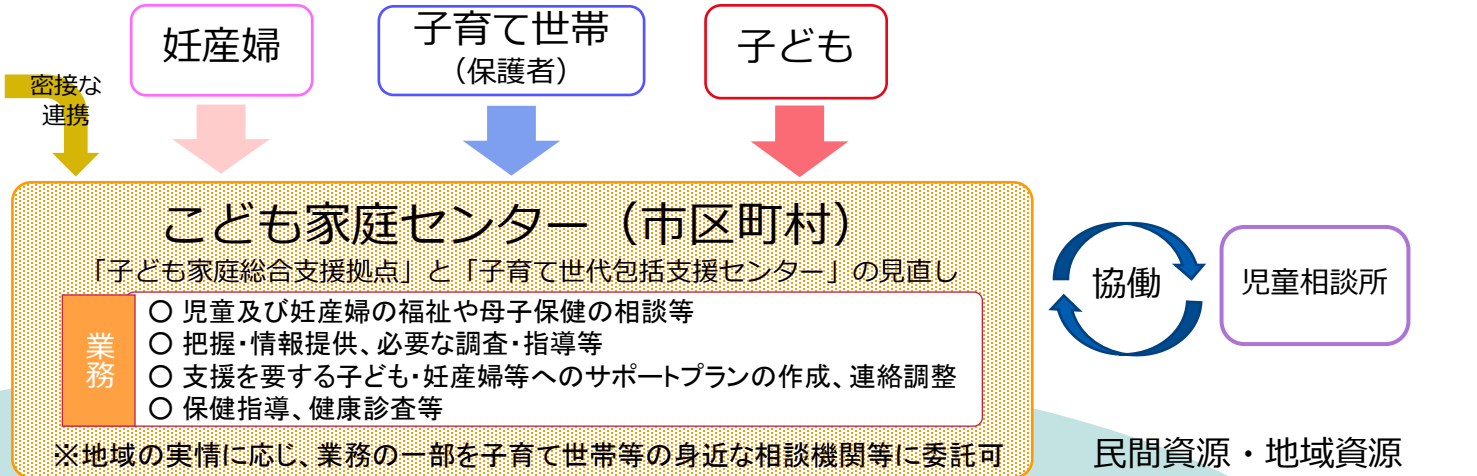 妊産婦
子育て世帯
（保護者）
子ども
密接な
連携
こども家庭センター（市区町村）
「子ども家庭総合支援拠点」と「子育て世代包括支援センター」の見直し
業務
〇 児童及び妊産婦の福祉や母子保健の相談等
〇 把握・情報提供、必要な調査・指導等
〇 支援を要する子ども・妊産婦等へのサポートプランの作成、連絡調整
〇 保健指導、健康診査等
※地域の実情に応じ、業務の一部を子育て世帯等の身近な相談機関等に委託可
協働
児童相談所
民間資源・地域資源